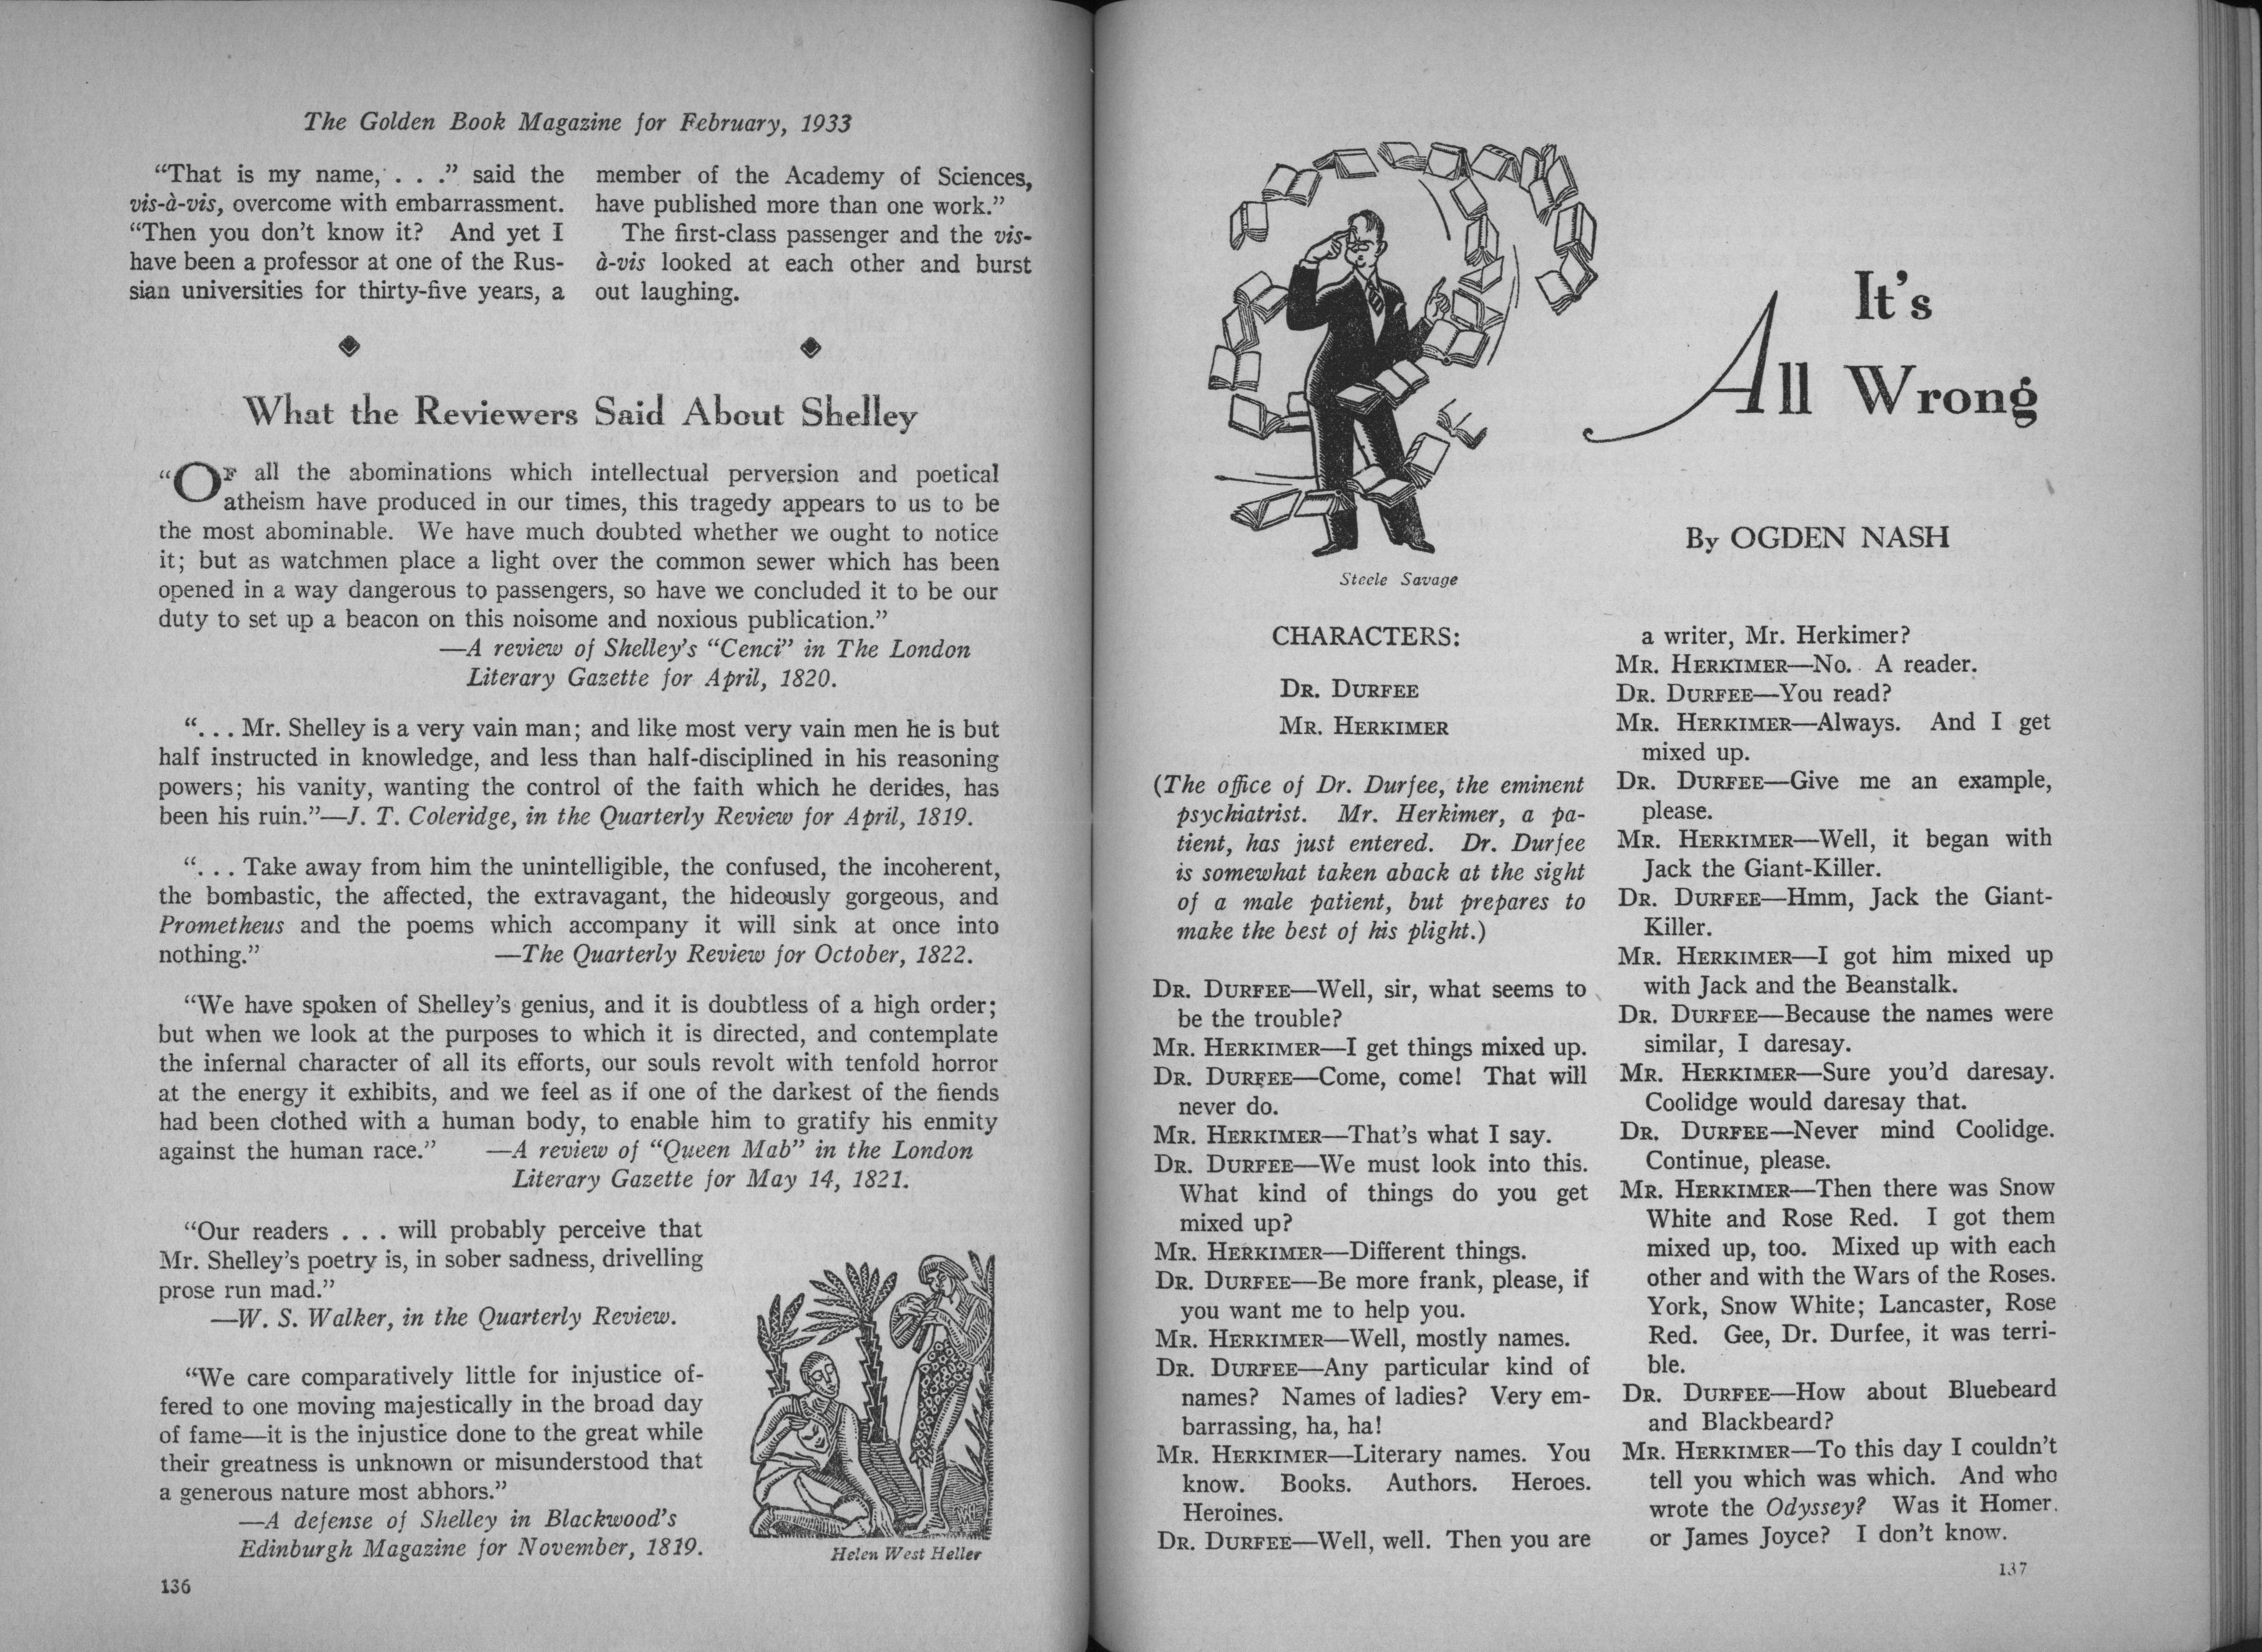 The Golden Book Magazine for February, 1933
“That is my name, . . .” said the
vis-à-vis, overcome with embarrassment.
“Then you don’t know it? And yet I
have been a professor at one of the Rus-
sian universities for thirty-five years, a
member of the Academy of Sciences,
have published more than one work.”
The first-class passenger and the vis-
à-vis looked at each other and burst
out laughing.
What the Reviewers Said About Shelley
“OF all the abominations which intellectual perversion and poetical
atheism have produced in our times, this tragedy appears to us to be
the most abominable. We have much doubted whether we ought to notice
it; but as watchmen place a light over the common sewer which has been
opened in a way dangerous to passengers, so have we concluded it to be our
duty to set up a beacon on this noisome and noxious publication.”
—A review of Shelley’s “Cenci” in The London
Literary Gazette for April, 1820.
“. . . Mr. Shelley is a very vain man; and like most very vain men he is but
half instructed in knowledge, and less than half-disciplined in his reasoning
powers; his vanity, wanting the control of the faith which he derides, has
been his ruin.”—J. T. Coleridge, in the Quarterly Review for April, 1819.
“. . . Take away from him the unintelligible, the confused, the incoherent,
the bombastic, the affected, the extravagant, the hideously gorgeous, and
Prometheus and the poems which accompany it will sink at once into
nothing.” —The Quarterly Review for October, 1822.
“We have spoken of Shelley’s genius, and it is doubtless of a high order;
but when we look at the purposes to which it is directed, and contemplate
the infernal character of all its efforts, our souls revolt with tenfold horror
at the energy it exhibits, and we feel as if one of the darkest of the fiends
had been clothed with a human body, to enable him to gratify his enmity
against the human race.” —A review of “Queen Mab” in the London
Literary Gazette for May 14, 1821.
“Our readers . . . will probably perceive that
Mr. Shelley’s poetry is, in sober sadness, drivelling
prose run mad.”
—W. S. Walker, in the Quarterly Review.
“We care comparatively little for injustice of-
fered to one moving majestically in the broad day
of fame—it is the injustice done to the great while
their greatness is unknown or misunderstood that
a generous nature most abhors.”
—A defense of Shelley in Blackwood’s
Edinburgh Magazine for November, 1819.
WH
Helen West Heller
136
Steele Savage
It’s
All Wrong
By OGDEN NASH
CHARACTERS:
DR. DURFEE
MR. HERKIMER
(The office of Dr. Durfee, the eminent
psychiatrist. Mr. Herkimer, a pa-
tient, has just entered. Dr. Durfee
is somewhat taken aback at the sight
of a male patient, but prepares to
make the best of his plight.)
DR. DURFEE—Well, sir, what seems to
be the trouble?
MR. HERKIMER—I get things mixed up.
DR. DURFEE—Come, come! That will
never do.
MR. HERKIMER—That’s what I say.
DR. DURFEE—We must look into this.
What kind of things do you get
mixed up?
MR. HERKIMER—Different things.
DR. DURFEE—Be more frank, please, if
you want me to help you.
MR. HERKIMER—Well, mostly names.
DR. DURFEE—Any particular kind of
names? Names of ladies? Very em-
barrassing, ha, ha!
MR. HERKIMER—Literary names. You
know. Books. Authors. Heroes.
Heroines.
DR. DURFEE—Well, well. Then you are
a writer, Mr. Herkimer?
MR. HERKIMER—No. A reader.
DR. DURFEE—You read?
MR. HERKIMER—Always. And I get
mixed up.
DR. DURFEE—Give me an example,
please.
MR. HERKIMER—Well, it began with
Jack the Giant-Killer.
DR. DURFEE—Hmm, Jack the Giant-
Killer.
MR. HERKIMER—I got him mixed up
with Jack and the Beanstalk.
DR. DURFEE—Because the names were
similar, I daresay.
MR. HERKIMER—Sure you’d daresay.
Coolidge would daresay that.
DR. DURFEE—Never mind Coolidge.
Continue, please.
MR. HERKIMER—Then there was Snow
White and Rose Red. I got them
mixed up, too. Mixed up with each
other and with the Wars of the Roses.
York, Snow White; Lancaster, Rose
Red. Gee, Dr. Durfee, it was terri-
ble.
DR. DURFEE—How about Bluebeard
and Blackbeard?
MR. HERKIMER—To this day I couldn’t
tell you which was which. And who
wrote the Odyssey? Was it Homer
or James Joyce? I don’t know.
137